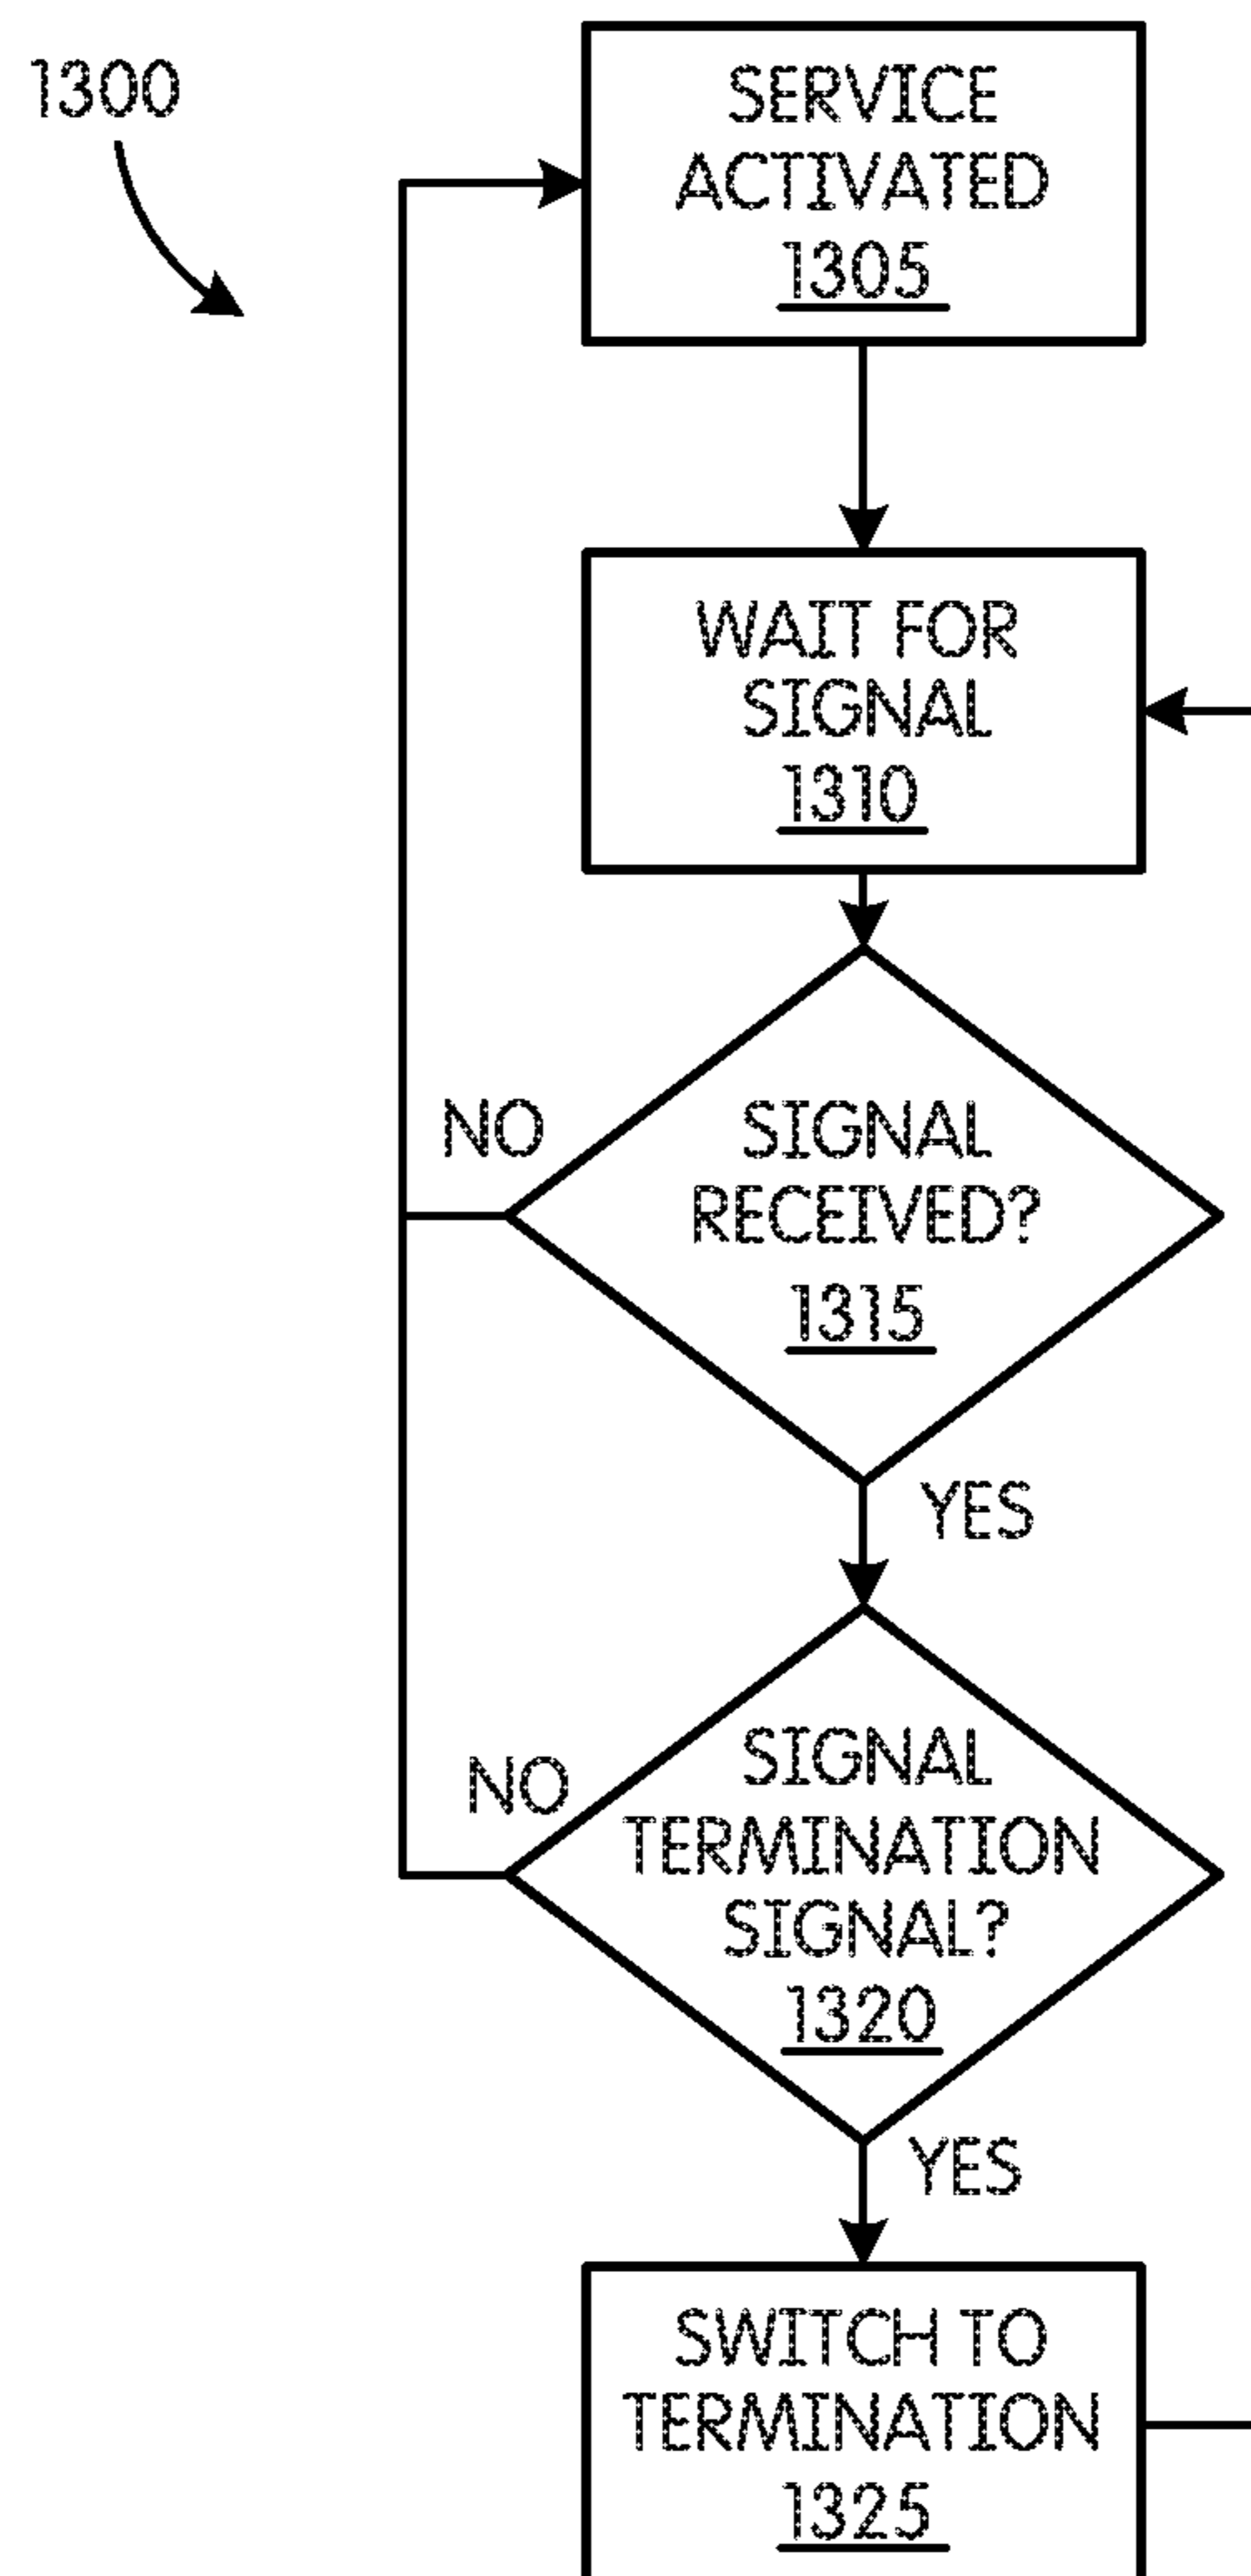 1300
SERVICE
ACTIVATED
1305
WAIT FOR
SIGNAL
1310
NO
SIGNAL
RECEIVED?
1315
YES
NO
SIGNAL
TERMINATION
SIGNAL?
1320
YES
SWITCH TO
TERMINATION
1325